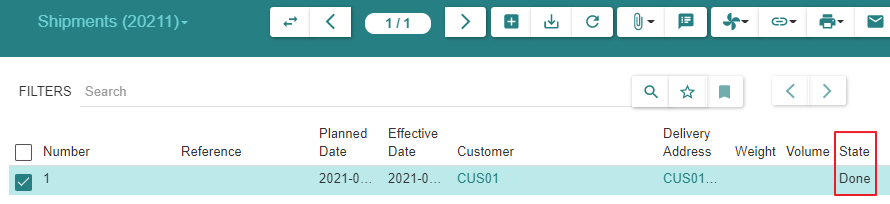 Shipments (20211)
1 / 1
FILTERS Search
Number Reference Planned Date Effective Date Customer Delivery Address Weight Volume State
1 2021-0... 2021-0... CUS01 CUS01... Done